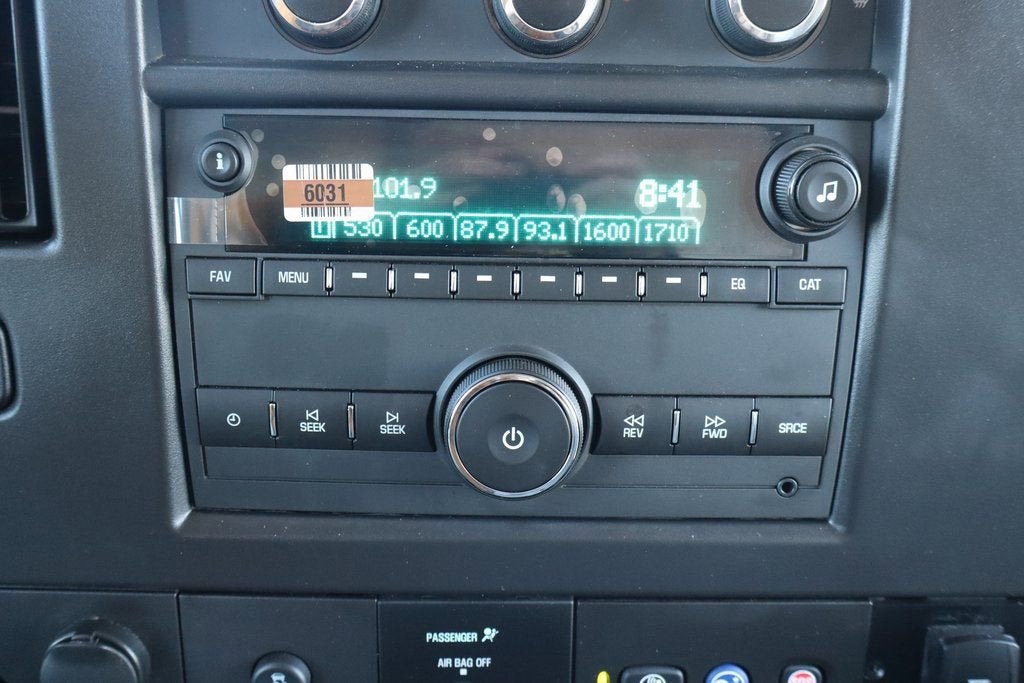 i
6031
101.9
8:41
530 600 87.9 93.1 1600 1710
FAV MENU EQ CAT
SEEK SEEK REV FWD SRCE
PASSENGER
AIR BAG OFF